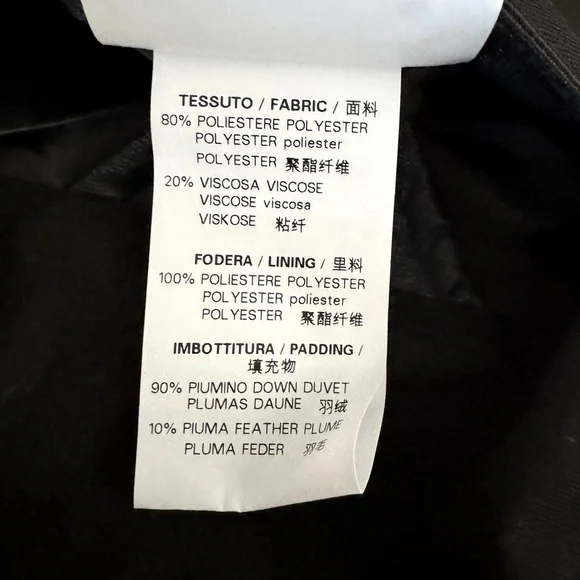 TESSUTO / FABRIC / 面料
80% POLIESTERE POLYESTER
POLYESTER poliester
POLYESTER 聚酯纤维
20% VISCOSA VISCOSE
VISCOSE viscosa
VISKOSE 粘纤
FODERA / LINING / 里料
100% POLIESTERE POLYESTER
POLYESTER poliester
POLYESTER 聚酯纤维
IMBOTTITURA / PADDING /
填充物
90% PIUMINO DOWN DUVET
PLUMAS DAUNE 羽绒
10% PIUMA FEATHER PLUME
PLUMA FEDER 羽毛